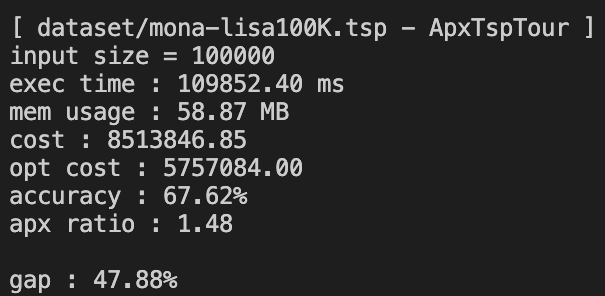 [ dataset/mona-lisa100K.tsp - ApxTspTour ]
input size = 100000
exec time : 109852.40 ms
mem usage : 58.87 MB
cost : 8513846.85
opt cost : 5757084.00
accuracy : 67.62%
apx ratio : 1.48
gap : 47.88%